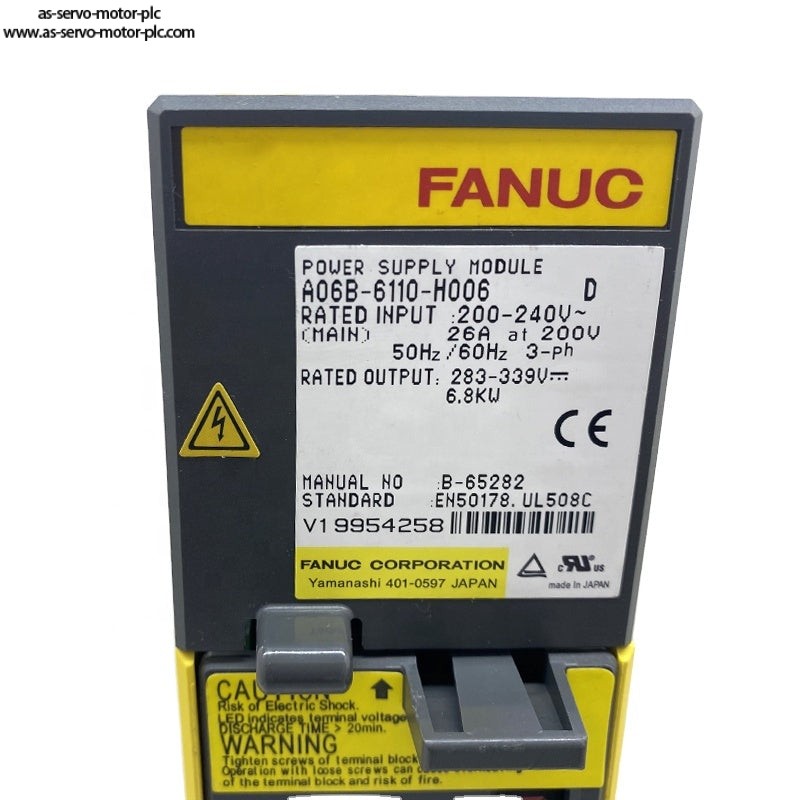 as-servo-motor-plc
www.as-servo-motor-plc.com
FANUC
POWER SUPPLY MODULE
A06B-6110-H006 D
RATED INPUT :200-240V~
(MAIN) 26A at 200V
50Hz/60Hz 3-ph
RATED OUTPUT: 283-339V⎓
6.8KW
CE
MANUAL NO :B-65282
STANDARD :EN50178.UL508C
V19954258
FANUC CORPORATION
Yamanashi 401-0597 JAPAN
c UR us
made in JAPAN
CAUTION
Risk of Electric Shock.
LED indicates terminal voltage
DISCHARGE TIME > 20min.
WARNING
Tighten screws of terminal block
Operation with loose screws can
of the terminal block and risk of fire.